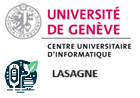 UNIVERSITÉ
DE GENÈVE
CENTRE UNIVERSITAIRE
D'INFORMATIQUE
LASAGNE